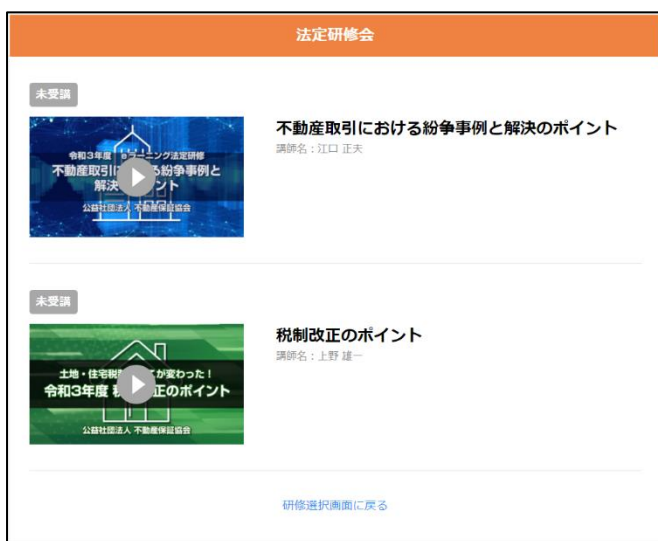 法定研修会
未受講
令和3年度 eラーニング法定研修
不動産取引に 紛争事例と
解決 ント
公益社団法人 不動産保証協会
不動産取引における紛争事例と解決のポイント
講師名：江口 正夫
未受講
土地・住宅税 が変わった！
令和3年度 正のポイント
公益社団法人 不動産保証協会
税制改正のポイント
講師名：上野 雄一
研修選択画面に戻る